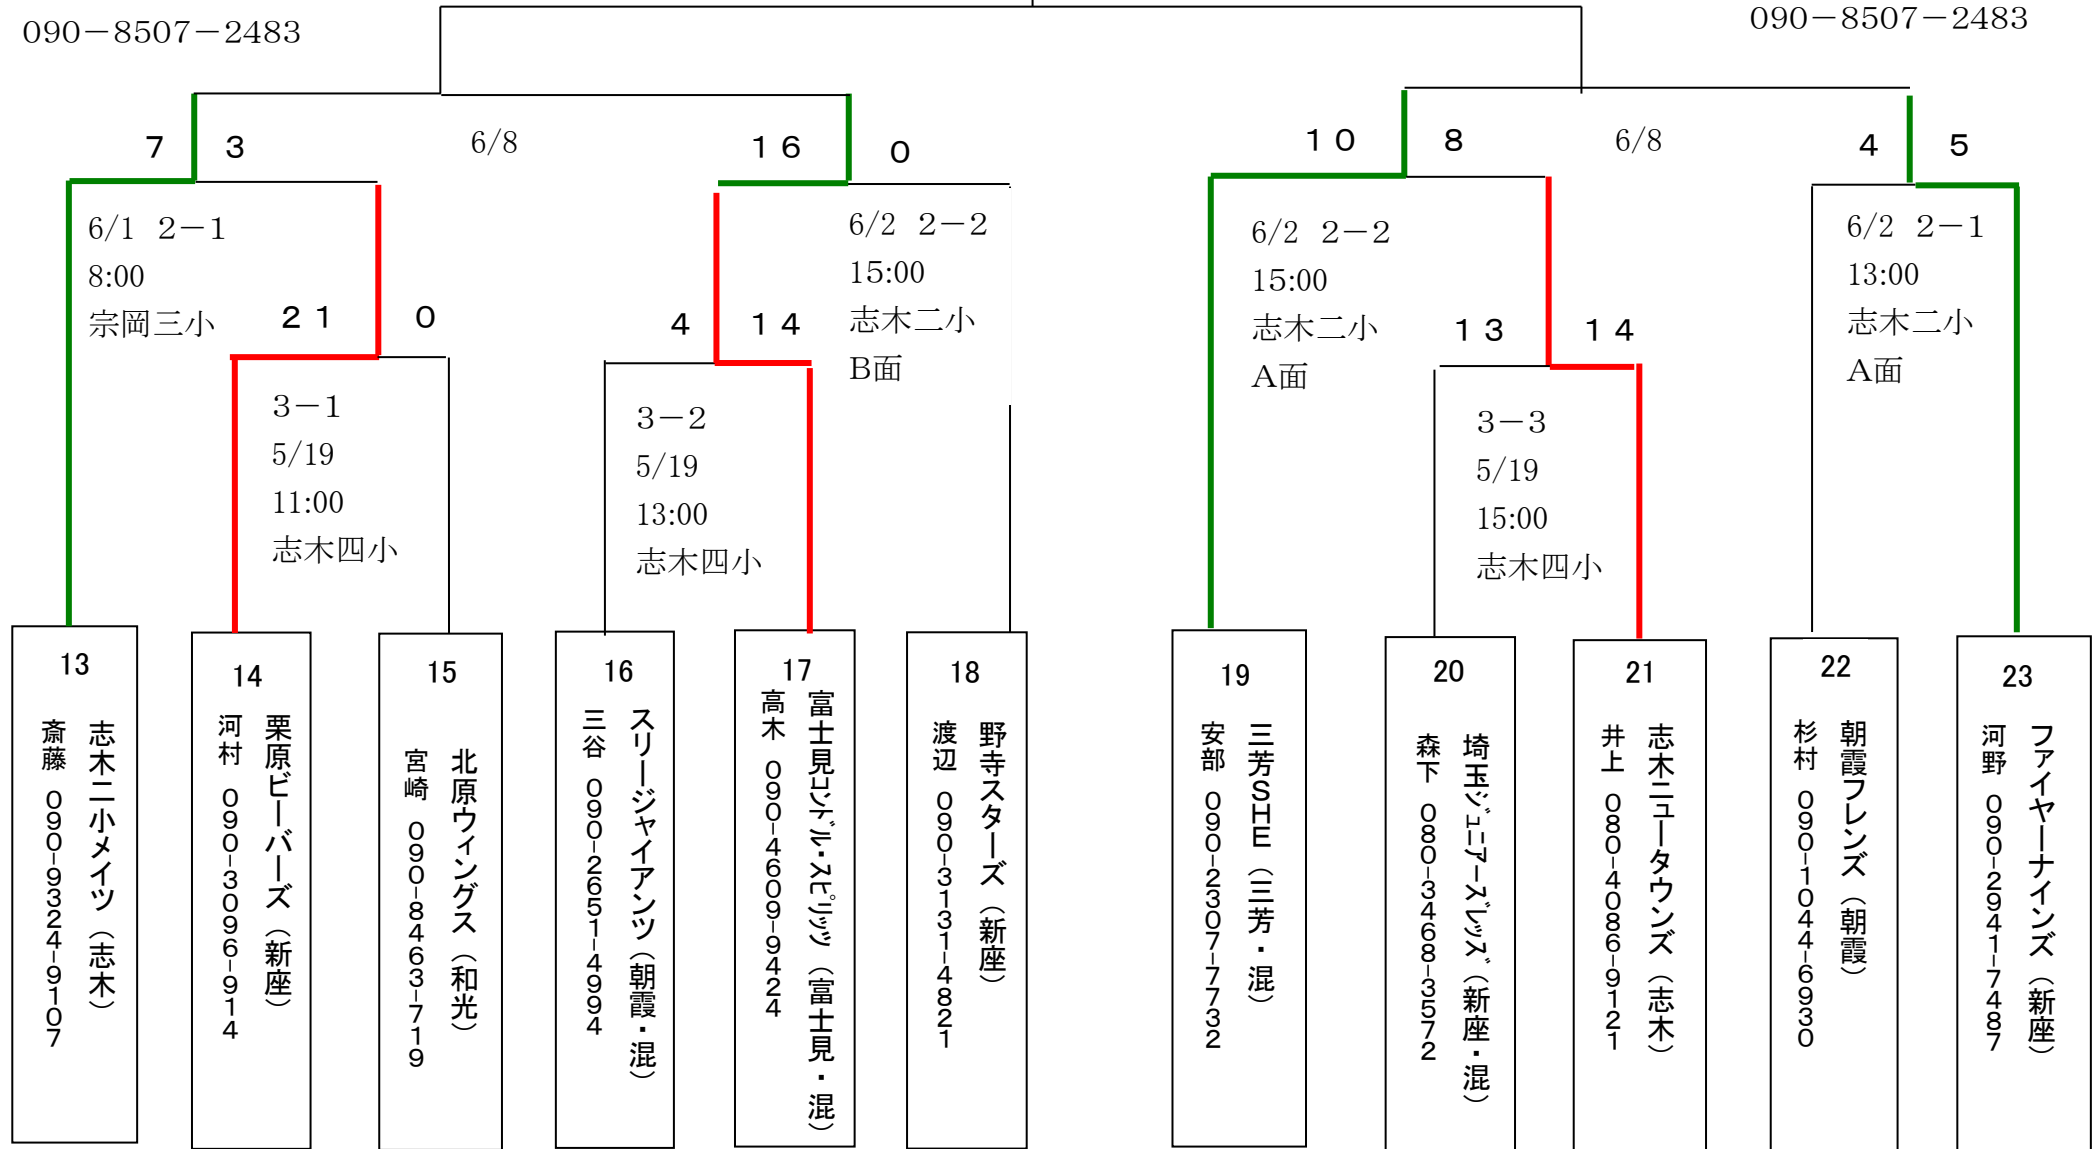 090－8507－2483
090－8507－2483
7 3
6/8
16 0
10 8
6/8
4 5
6/1 2－1
8:00
宗岡三小
6/2 2－2
15:00
志木二小
B面
6/2 2－2
15:00
志木二小
A面
6/2 2－1
13:00
志木二小
A面
21 0
4 14
13 14
3－1
5/19
11:00
志木四小
3－2
5/19
13:00
志木四小
3－3
5/19
15:00
志木四小
13
志木二小メイツ（志木）
斎藤 090-9324-9107
14
栗原ビーバーズ（新座）
河村 090-3096-914
15
北原ウィングス（和光）
宮崎 090-8463-719
16
スリージャイアンツ（朝霞・混）
三谷 090-2651-4994
17
富士見ｺﾝﾄﾞﾙ・ｽﾋﾟﾘｯﾂ（富士見・混）
高木 090-4609-9424
18
野寺スターズ（新座）
渡辺 090-3131-4821
19
三芳SHE（三芳・混）
安部 090-2307-7732
20
埼玉ｼﾞｭﾆｱｰｽﾞﾚｯｽﾞ（新座・混）
森下 080-3468-3572
21
志木ニュータウンズ（志木）
井上 080-4086-9121
22
朝霞フレンズ（朝霞）
杉村 090-1044-6930
23
ファイヤーナインズ（新座）
河野 090-2941-7487